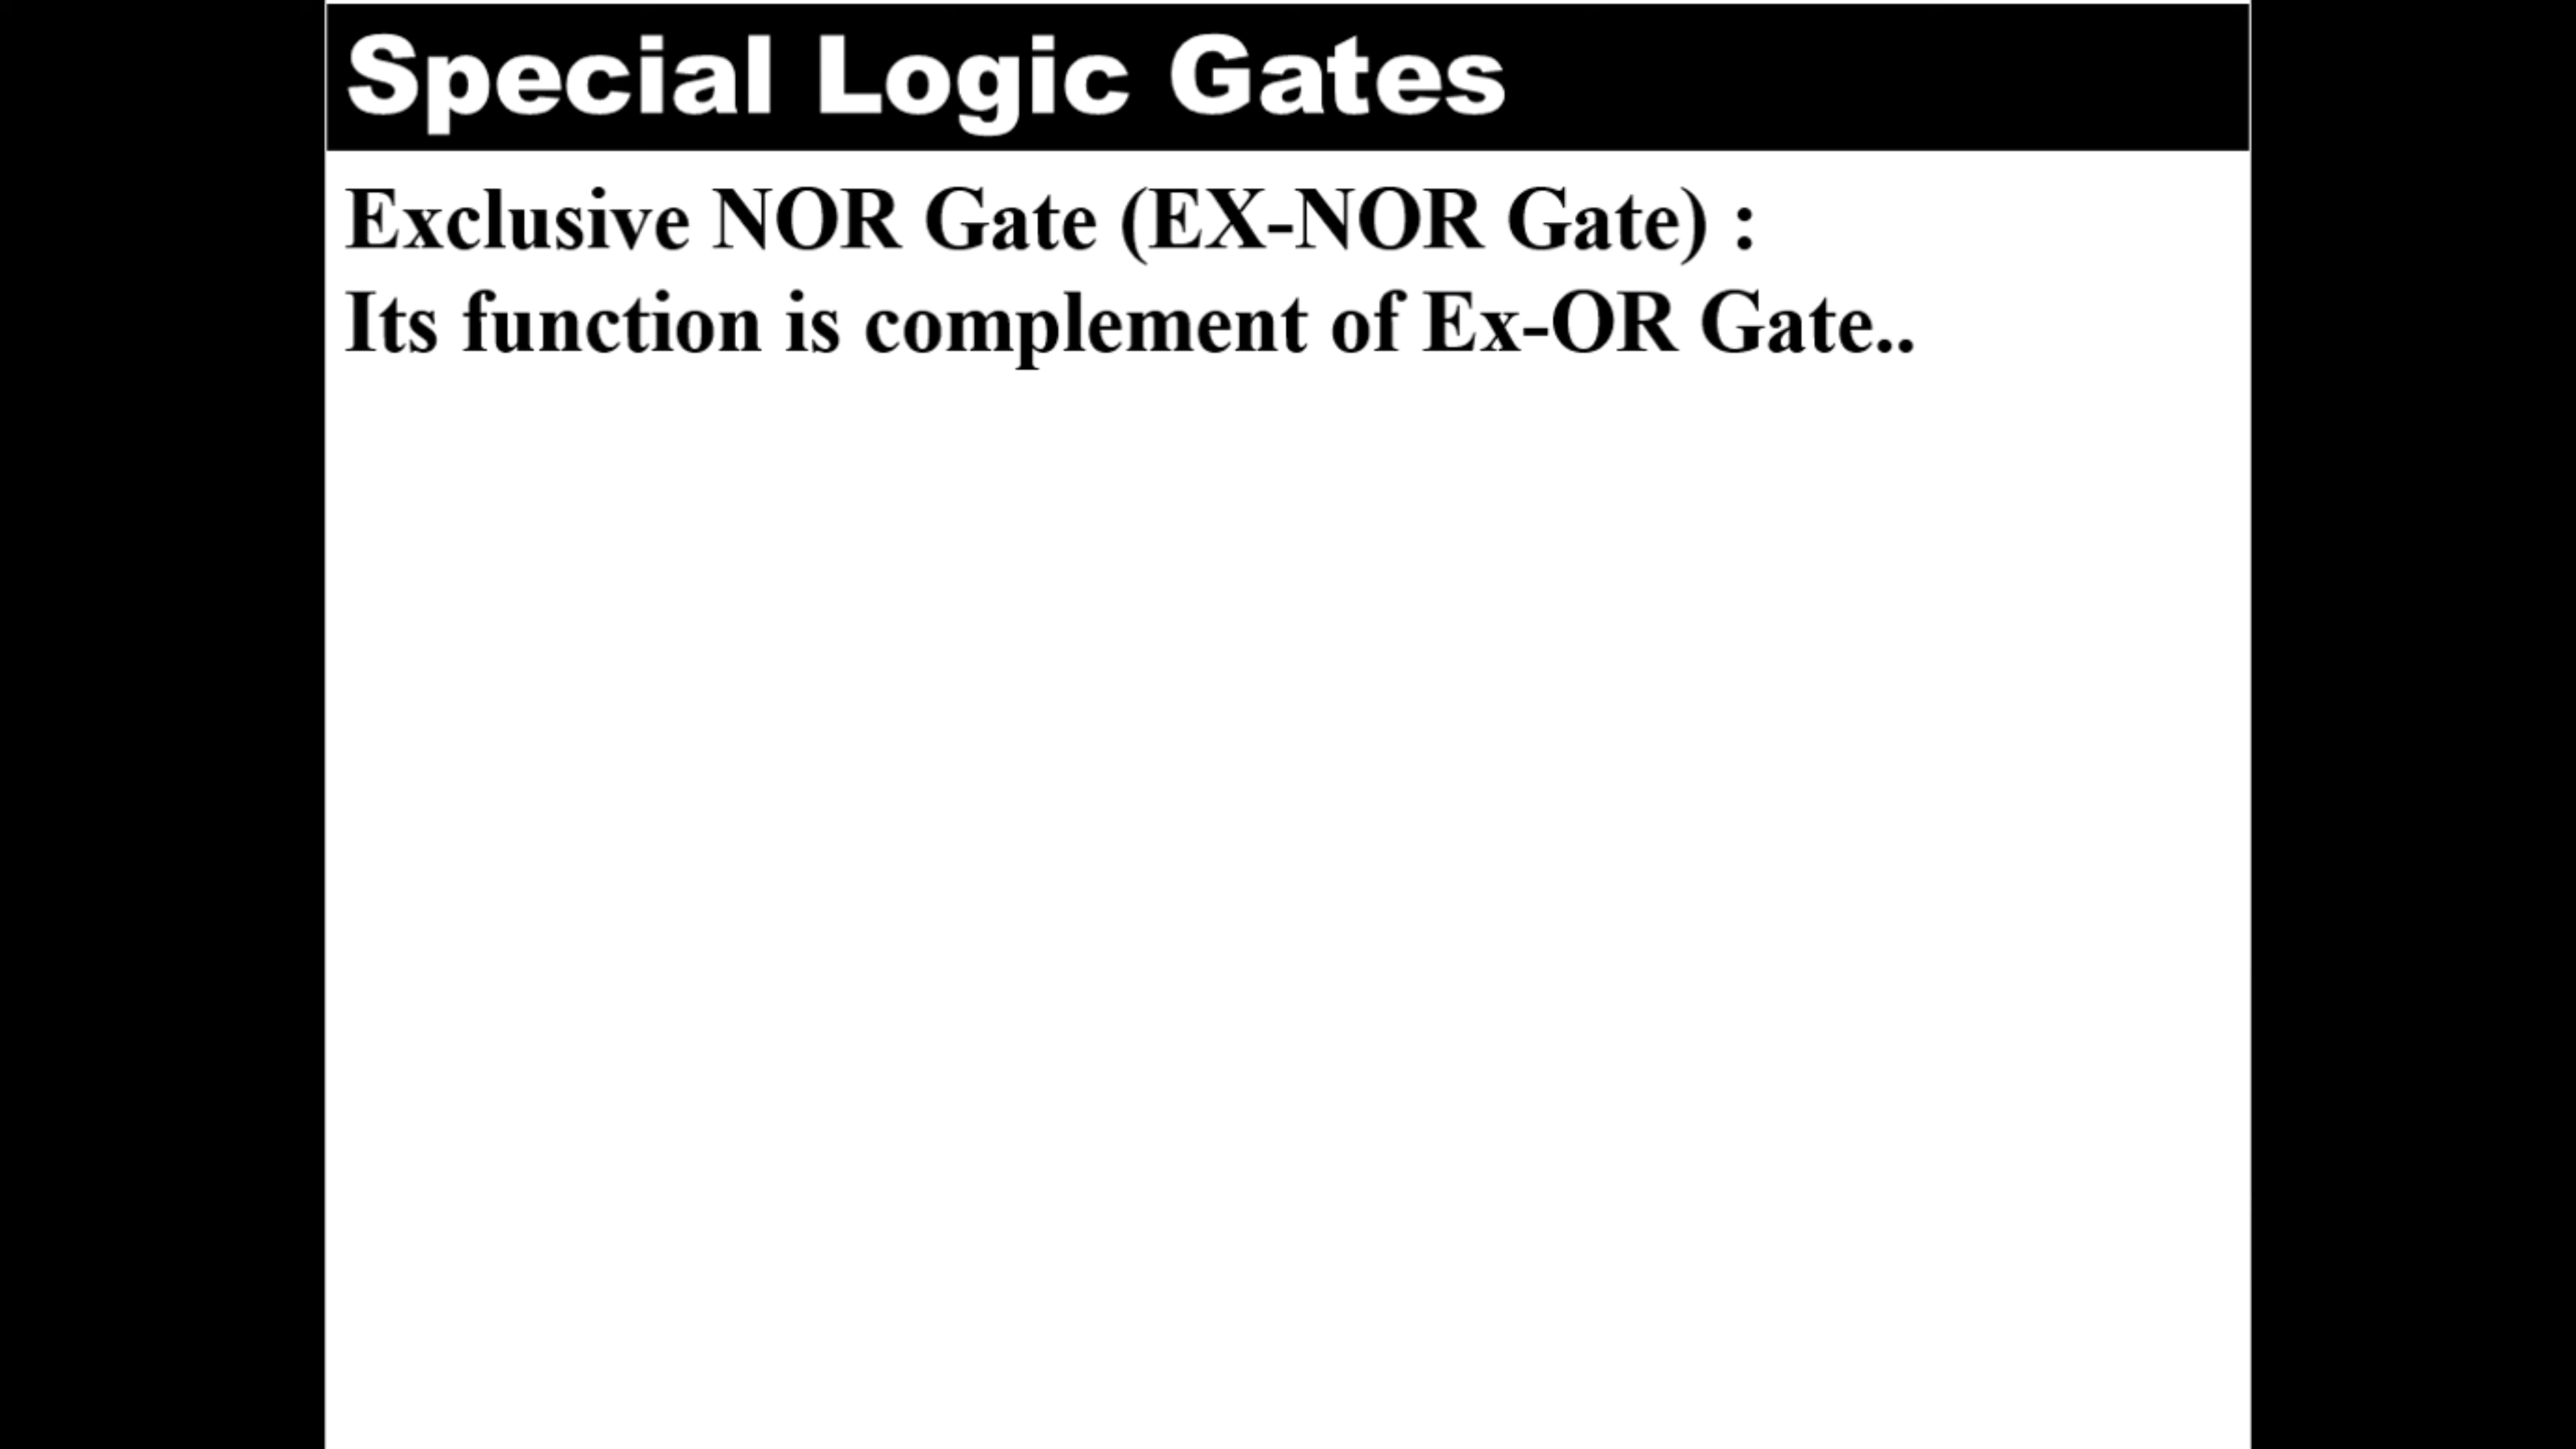 Special Logic Gates
Exclusive NOR Gate (EX-NOR Gate) :
Its function is complement of Ex-OR Gate..